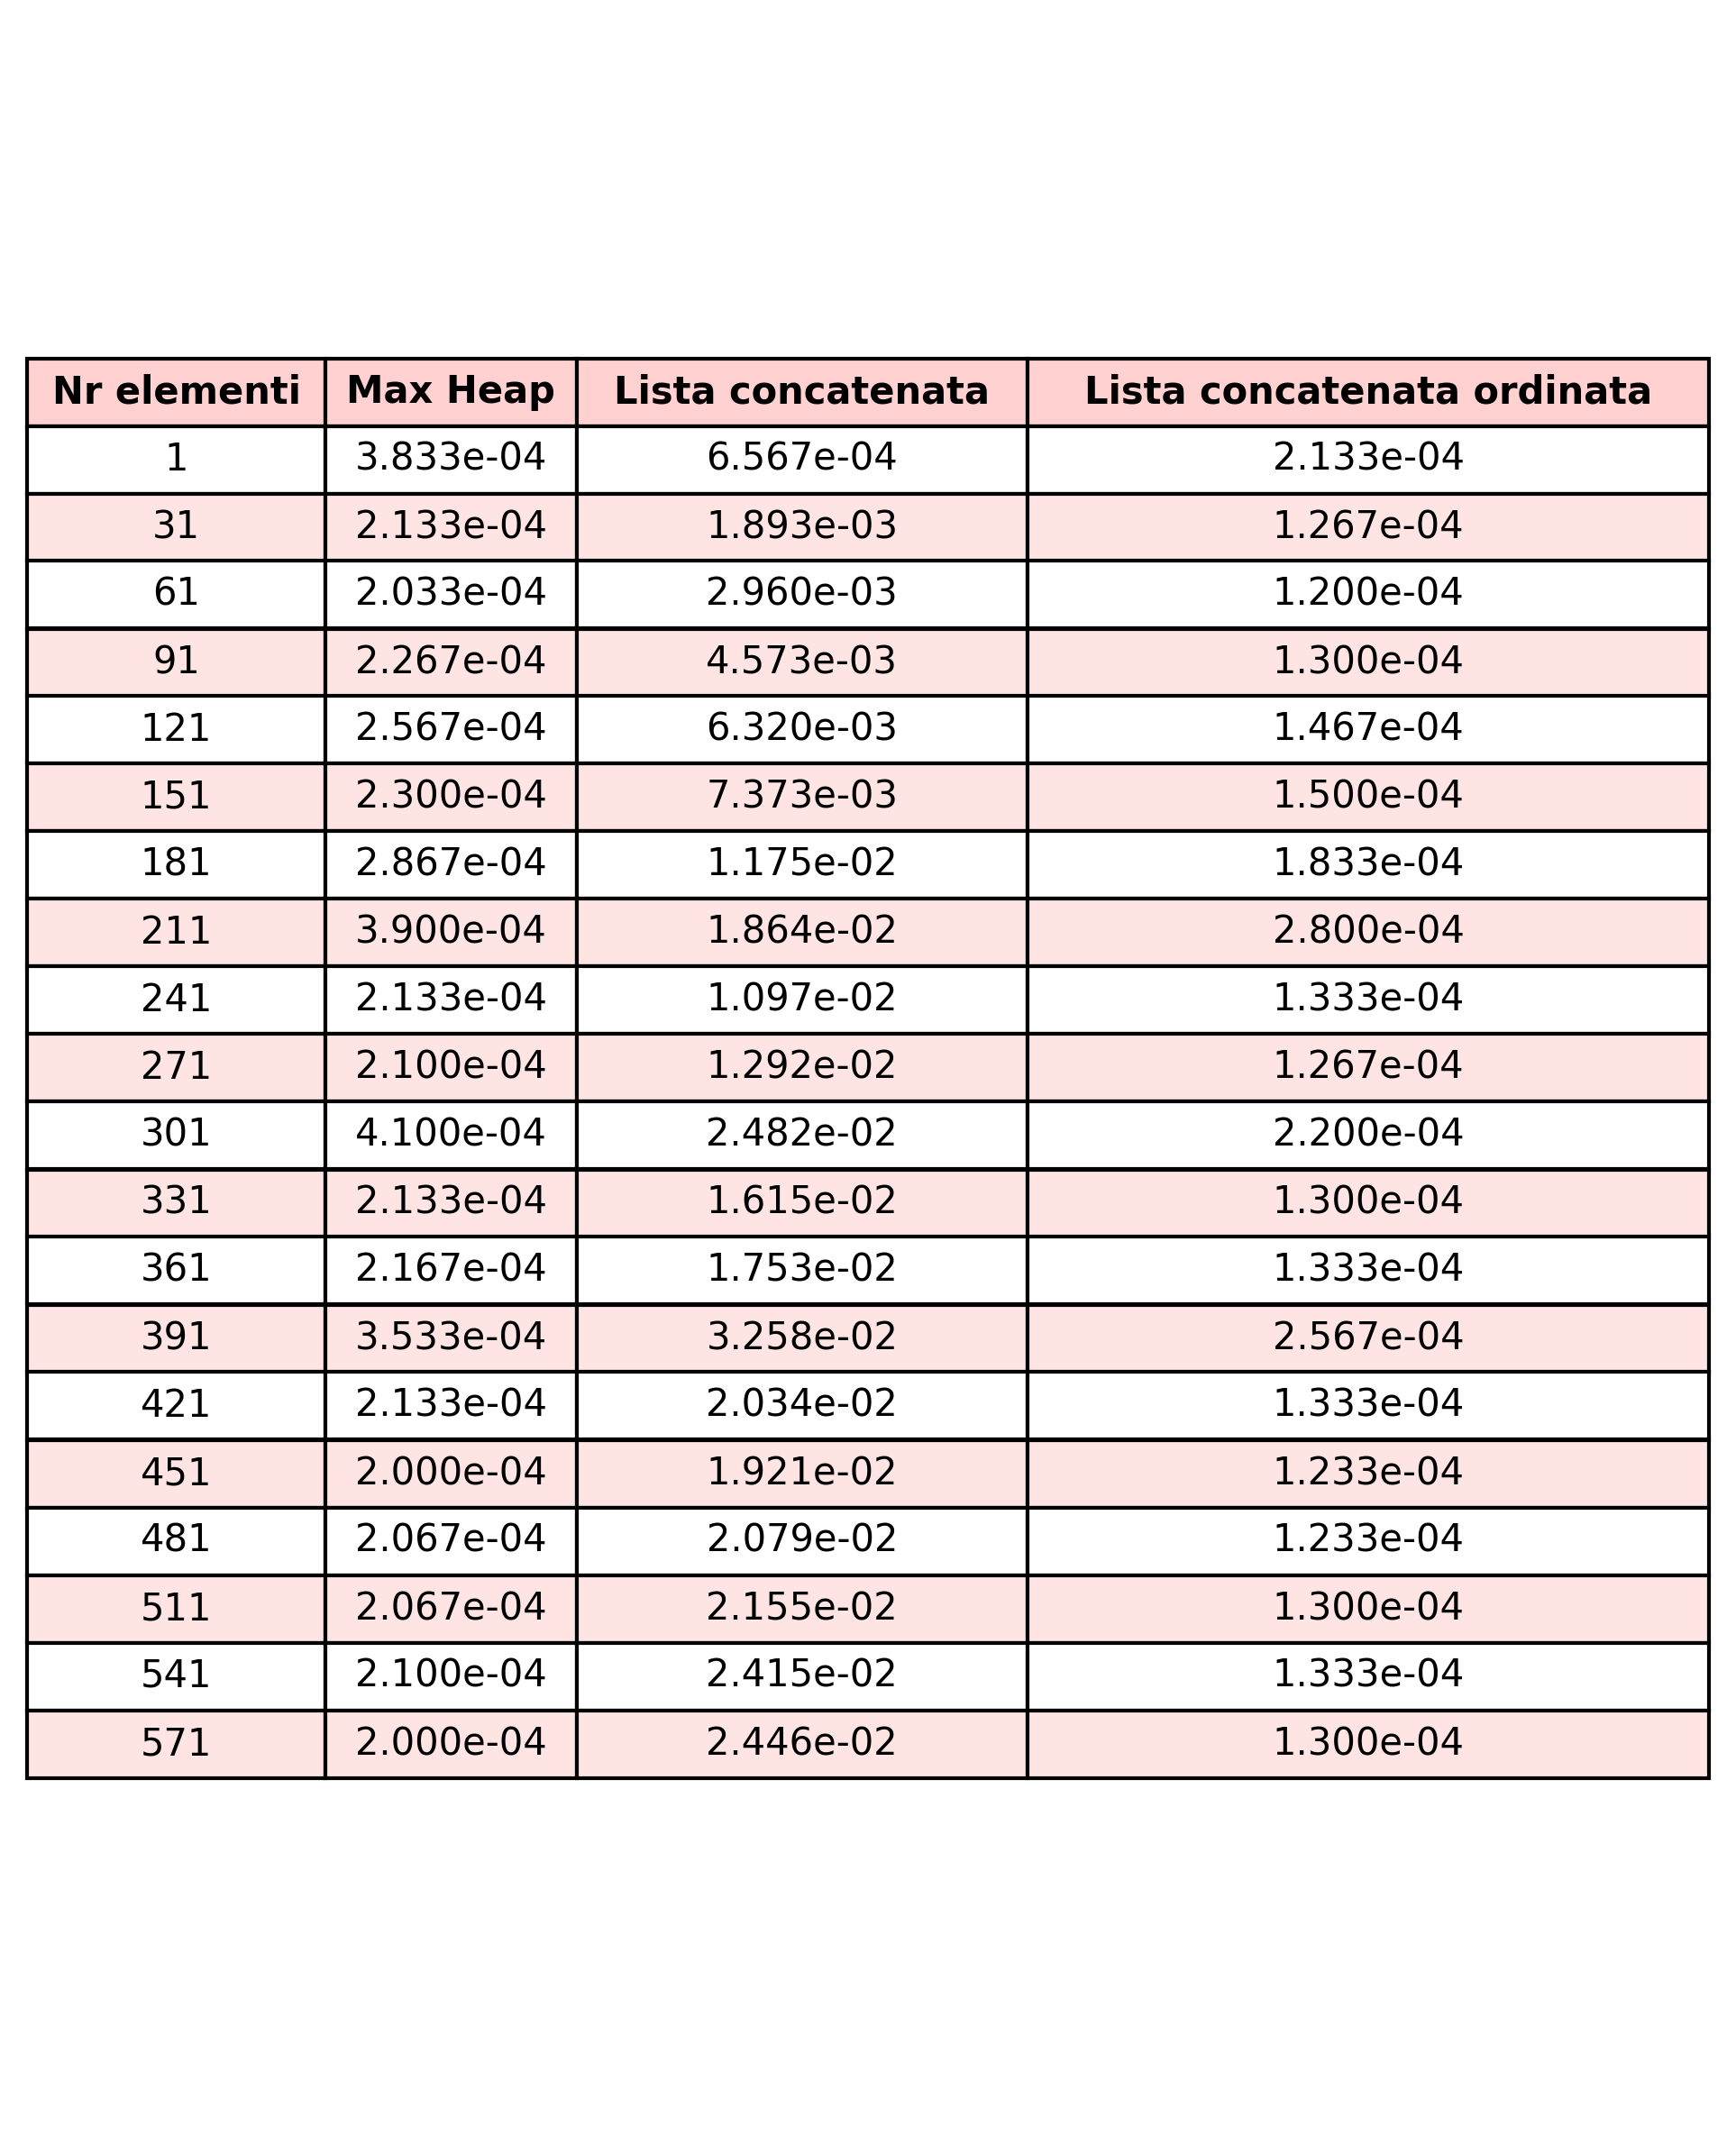 Nr elementi Max Heap Lista concatenata Lista concatenata ordinata
1 3.833e-04 6.567e-04 2.133e-04
31 2.133e-04 1.893e-03 1.267e-04
61 2.033e-04 2.960e-03 1.200e-04
91 2.267e-04 4.573e-03 1.300e-04
121 2.567e-04 6.320e-03 1.467e-04
151 2.300e-04 7.373e-03 1.500e-04
181 2.867e-04 1.175e-02 1.833e-04
211 3.900e-04 1.864e-02 2.800e-04
241 2.133e-04 1.097e-02 1.333e-04
271 2.100e-04 1.292e-02 1.267e-04
301 4.100e-04 2.482e-02 2.200e-04
331 2.133e-04 1.615e-02 1.300e-04
361 2.167e-04 1.753e-02 1.333e-04
391 3.533e-04 3.258e-02 2.567e-04
421 2.133e-04 2.034e-02 1.333e-04
451 2.000e-04 1.921e-02 1.233e-04
481 2.067e-04 2.079e-02 1.233e-04
511 2.067e-04 2.155e-02 1.300e-04
541 2.100e-04 2.415e-02 1.333e-04
571 2.000e-04 2.446e-02 1.300e-04